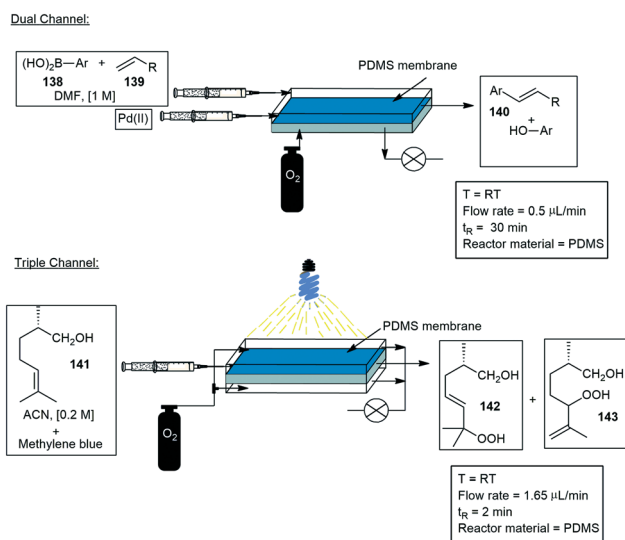 Dual Channel:
(HO)₂B–Ar + R
138 139
DMF, [1 M]
Pd(II)
PDMS membrane
O₂
Ar R
140
+
HO–Ar
T = RT
Flow rate = 0.5 μL/min
tR = 30 min
Reactor material = PDMS
Triple Channel:
CH₂OH
141
ACN, [0.2 M]
+
Methylene blue
PDMS membrane
O₂
CH₂OH
142
OOH
+
CH₂OH
OOH
143
T = RT
Flow rate = 1.65 μL/min
tR = 2 min
Reactor material = PDMS